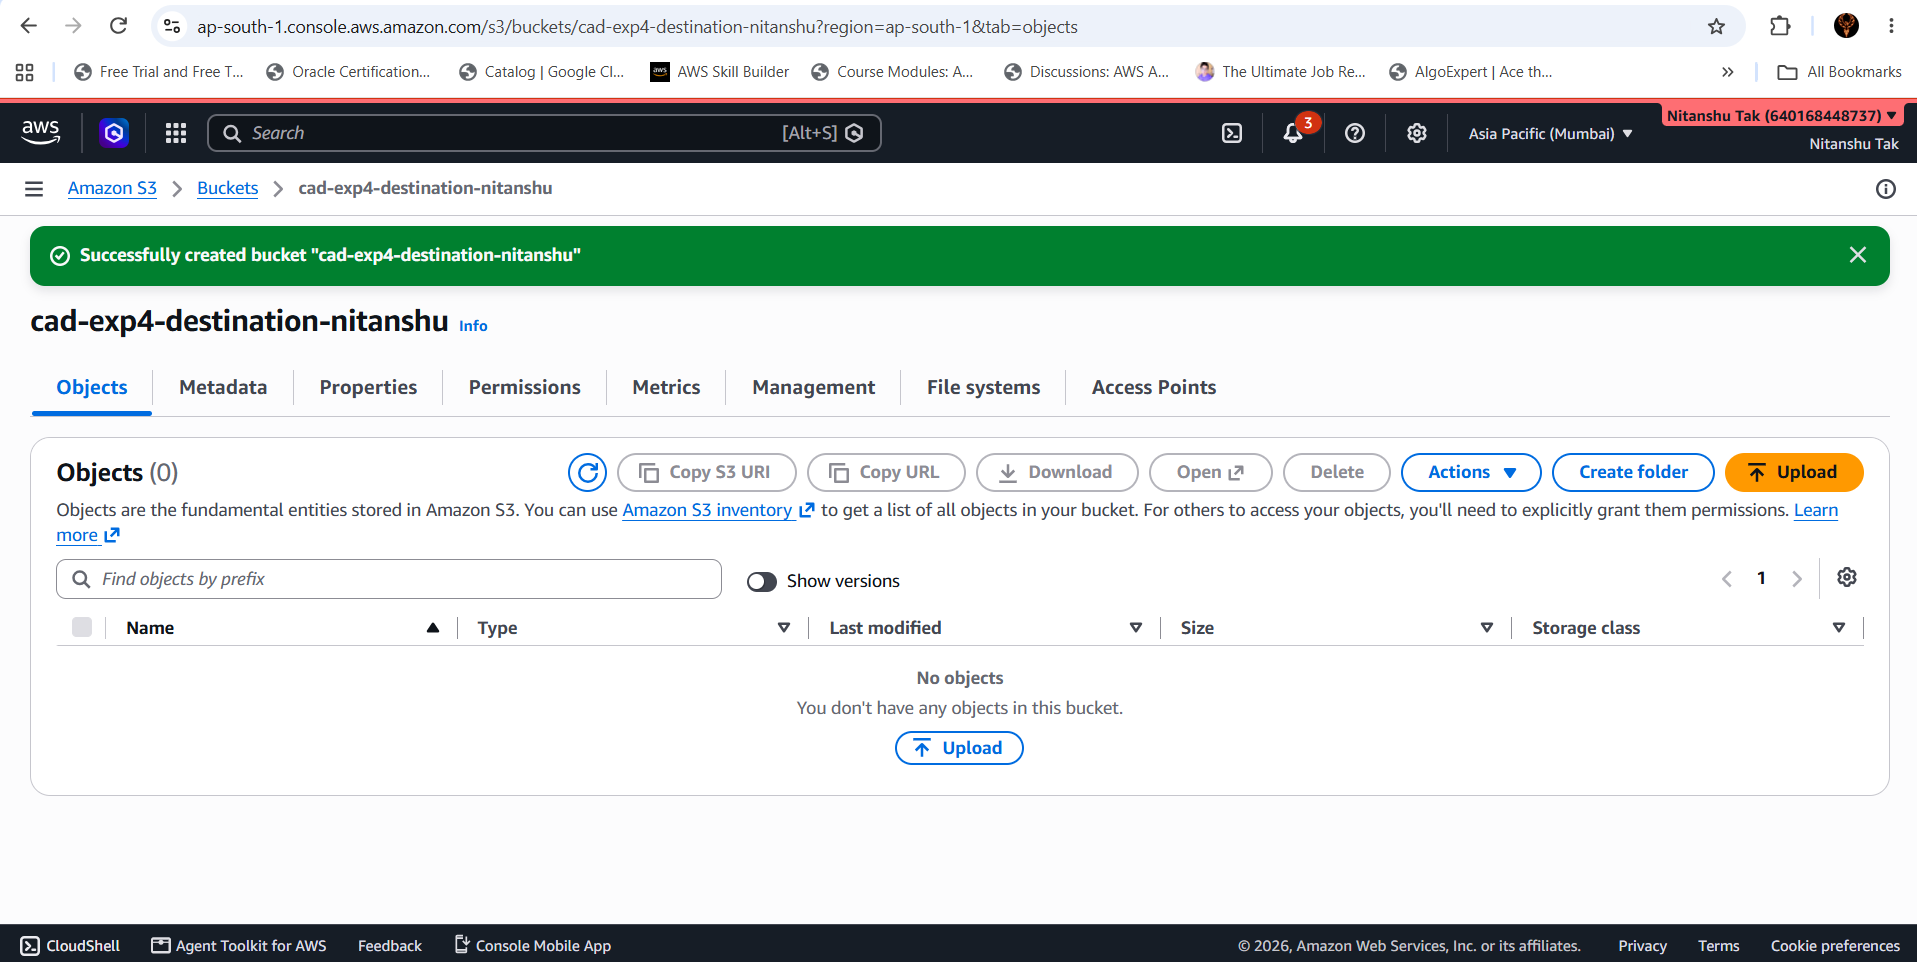 ap-south-1.console.aws.amazon.com/s3/buckets/cad-exp4-destination-nitanshu?region=ap-south-1&tab=objects
Free Trial and Free T... Oracle Certification... Catalog | Google Cl... aws AWS Skill Builder Course Modules: A... Discussions: AWS A... The Ultimate Job Re... AlgoExpert | Ace th... » All Bookmarks
aws Search [Alt+S] 3 Asia Pacific (Mumbai) Nitanshu Tak (640168448737)
Nitanshu Tak
Amazon S3 Buckets cad-exp4-destination-nitanshu
Successfully created bucket "cad-exp4-destination-nitanshu"
cad-exp4-destination-nitanshu Info
Objects Metadata Properties Permissions Metrics Management File systems Access Points
Objects (0) Copy S3 URI Copy URL Download Open Delete Actions Create folder Upload
Objects are the fundamental entities stored in Amazon S3. You can use Amazon S3 inventory to get a list of all objects in your bucket. For others to access your objects, you'll need to explicitly grant them permissions. Learn
more
Find objects by prefix Show versions 1
Name Type Last modified Size Storage class
No objects
You don't have any objects in this bucket.
Upload
CloudShell Agent Toolkit for AWS Feedback Console Mobile App © 2026, Amazon Web Services, Inc. or its affiliates. Privacy Terms Cookie preferences